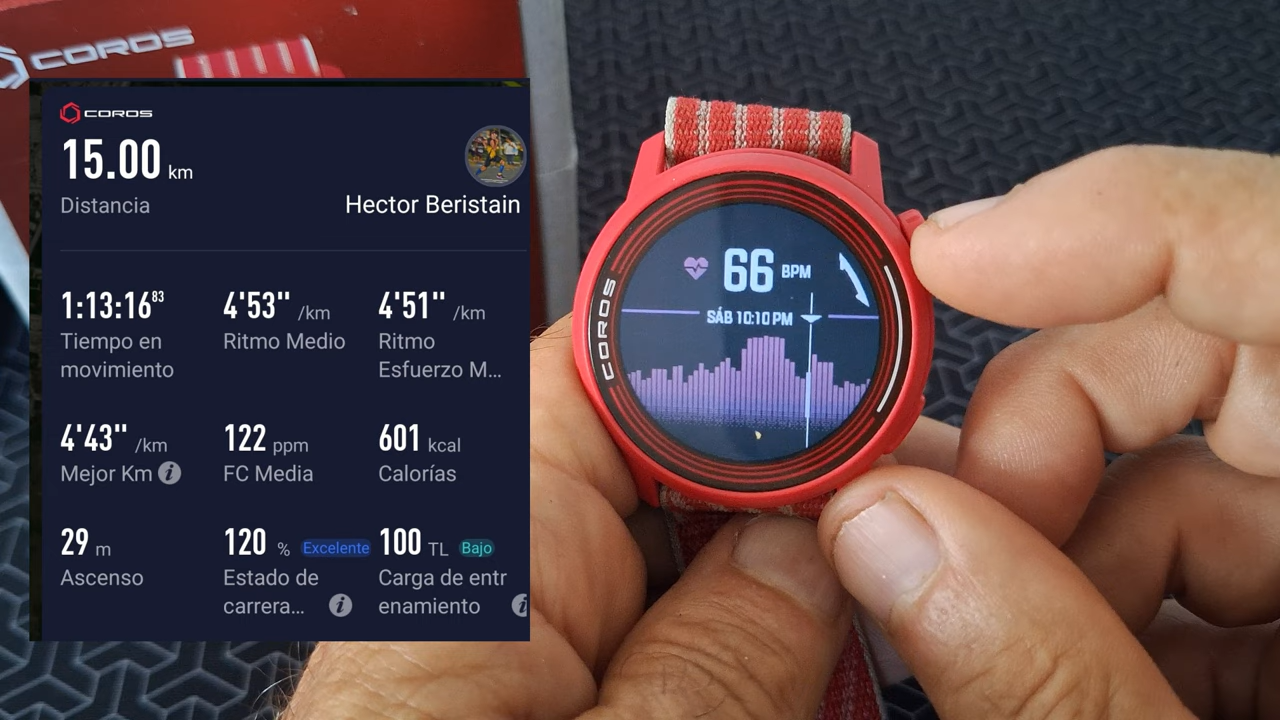 COROS
COROS
15.00 km
Distancia
Hector Beristain
1:13:16⁸³
Tiempo en
movimiento
4'53" /km
Ritmo Medio
4'51" /km
Ritmo
Esfuerzo M...
4'43" /km
Mejor Km i
122 ppm
FC Media
601 kcal
Calorías
29 m
Ascenso
120 % Excelente
Estado de
carrera... i
100 TL Bajo
Carga de entr
enamiento i
COROS
66 BPM
SÁB 10:10 PM